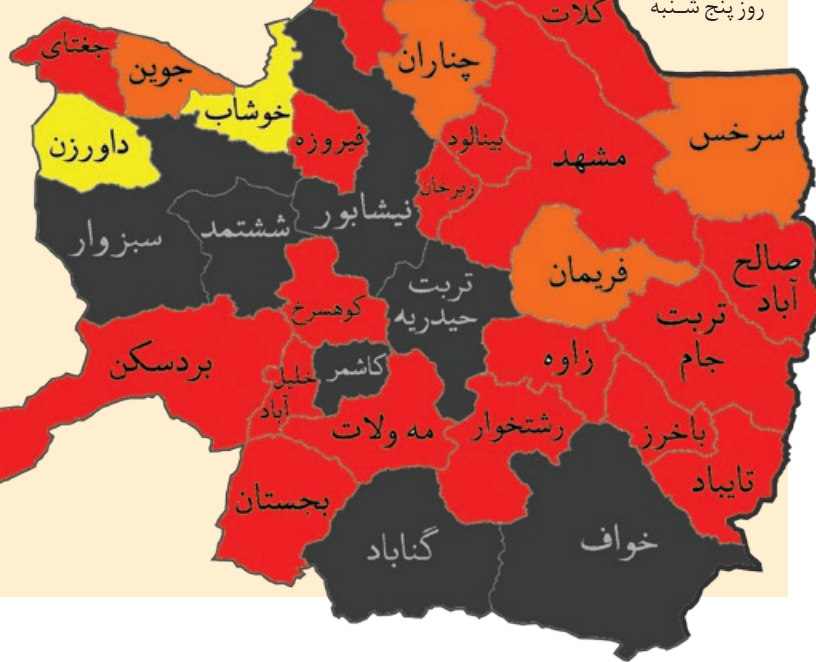 روز پنج شنبه
کلات
جغتای
جوین
چناران
خوشاب
سرخس
داورزن
فیروزه
بینالود
مشهد
زبرخان
نیشابور
ششتمد
سبزوار
صالح
آباد
فریمان
تربت
حیدریه
کوهسرخ
تربت
جام
زاوه
بردسکن
کاشمر
خلیل
آباد
رشتخوار
مه ولات
باخرز
تایباد
بجستان
خواف
گناباد